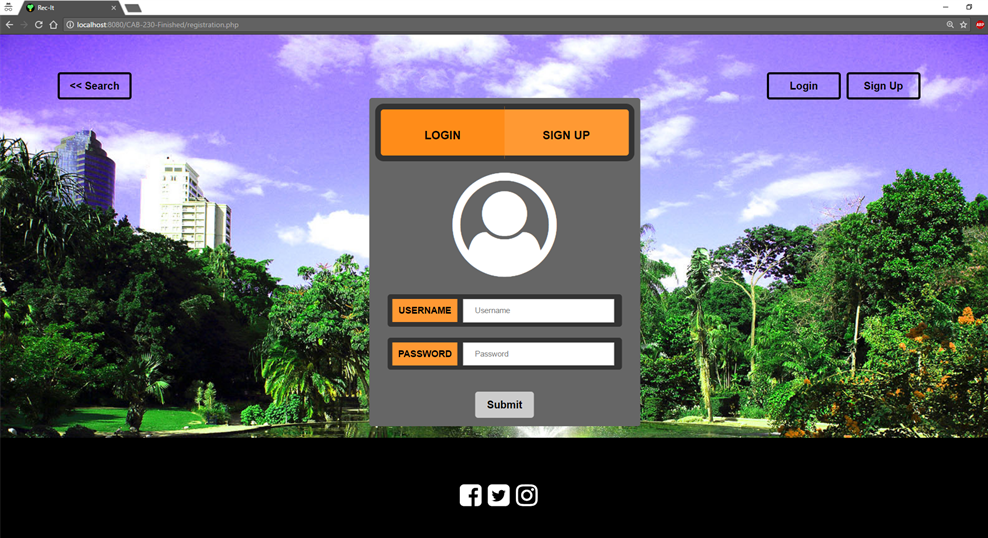 Rec-It
localhost:8080/CAB-230-Finished/registration.php
ABP
<< Search
Login
Sign Up
LOGIN
SIGN UP
USERNAME
Username
PASSWORD
Password
Submit